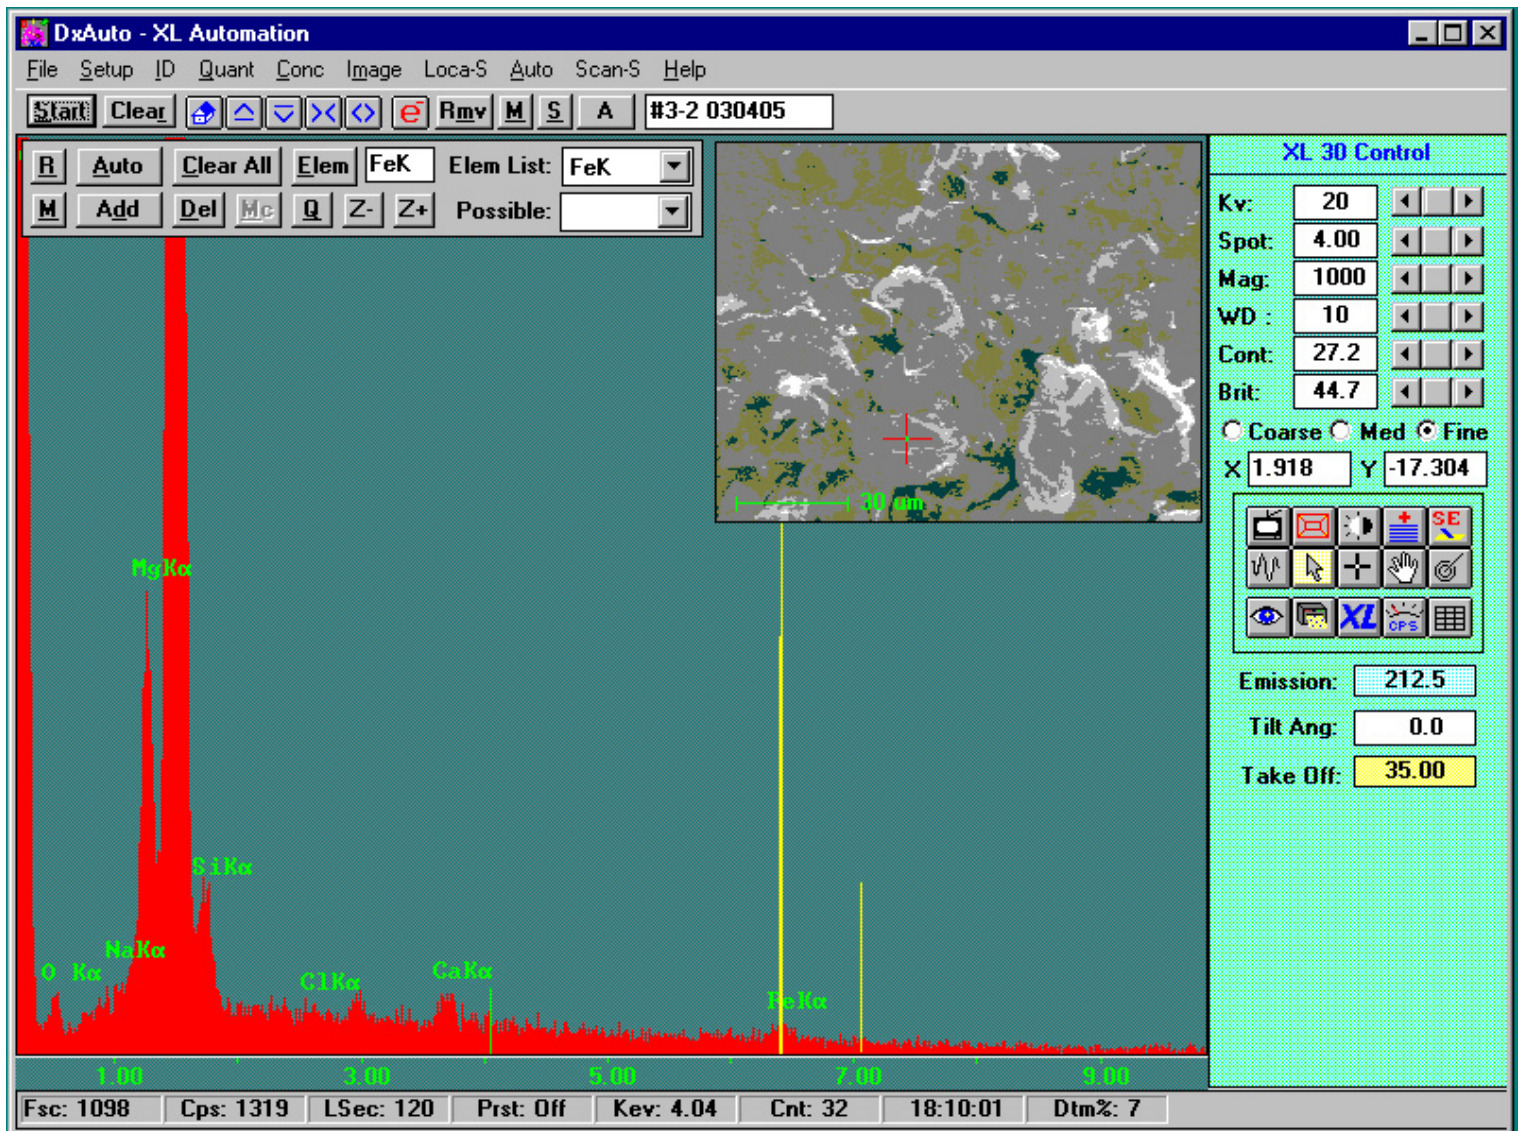 DxAuto - XL Automation
File Setup ID Quant Conc Image Loca-S Auto Scan-S Help
Start Clear e- Rmv M S A #3-2 030405
R Auto Clear All Elem FeK Elem List: FeK
M Add Del Mc Q Z- Z+ Possible:
30 um
MgKα
SiKα
NaKα
O Kα
ClKα
CaKα
FeKα
1.00 3.00 5.00 7.00 9.00
XL 30 Control
Kv: 20
Spot: 4.00
Mag: 1000
WD : 10
Cont: 27.2
Brit: 44.7
Coarse Med Fine
X 1.918 Y -17.304
SE
XL CPS
Emission: 212.5
Tilt Ang: 0.0
Take Off: 35.00
Fsc: 1098 Cps: 1319 LSec: 120 Prst: Off Kev: 4.04 Cnt: 32 18:10:01 Dtm%: 7